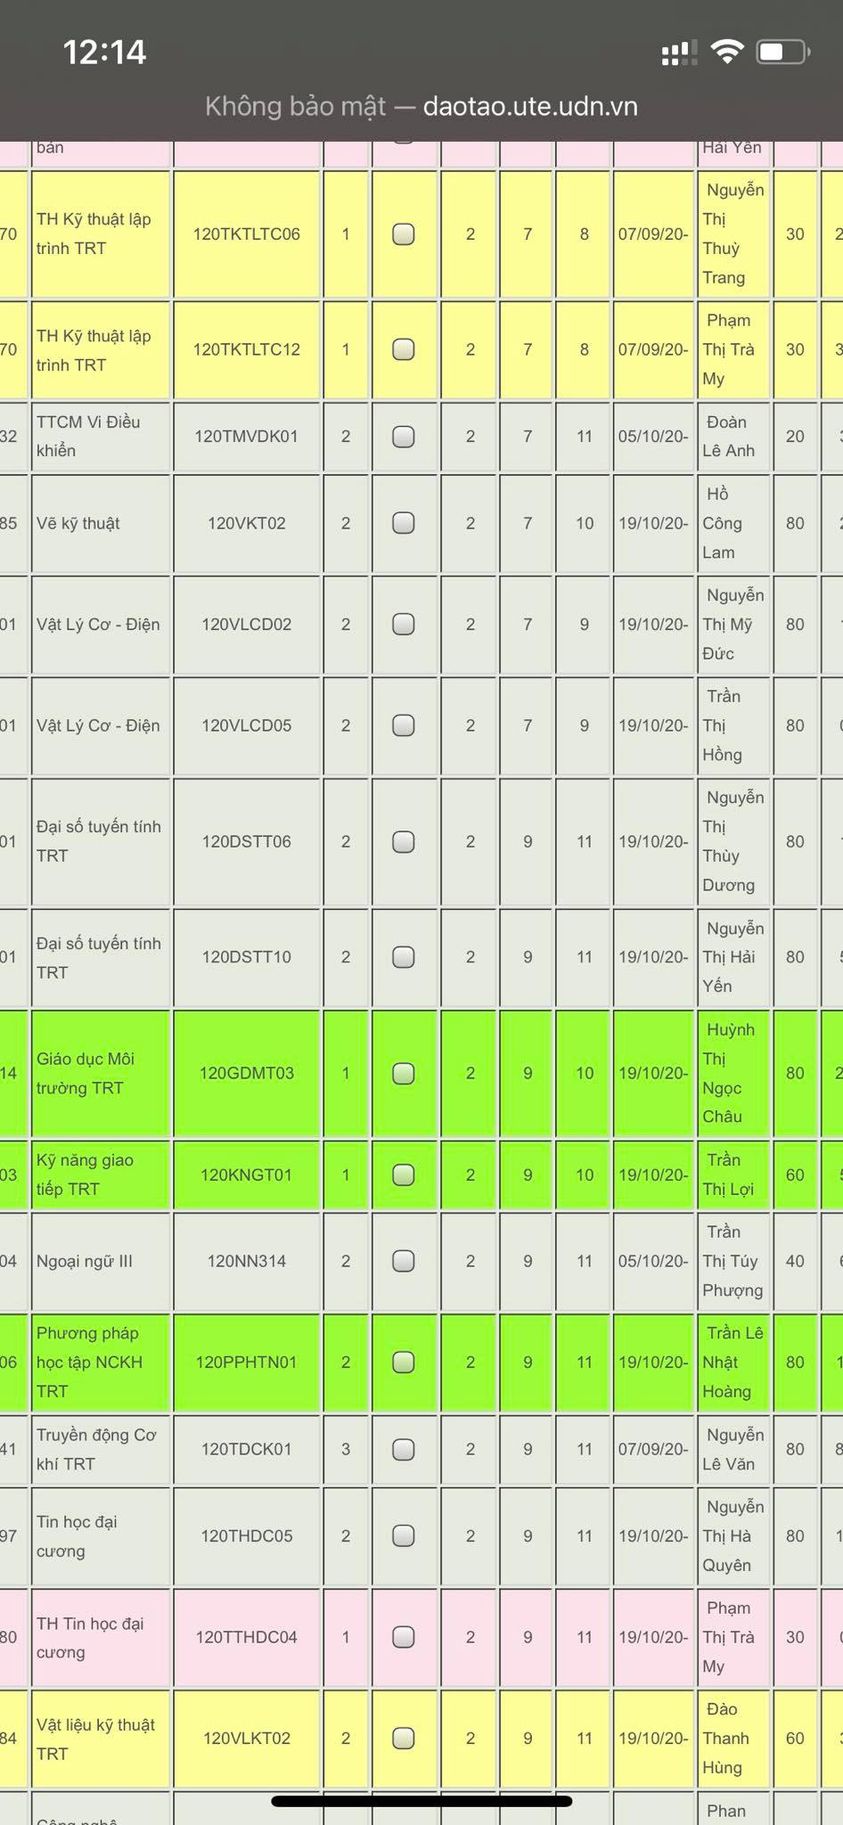 12:14
Không bảo mật — daotao.ute.udn.vn
bản Hải Yến
70 TH Kỹ thuật lập trình TRT 120TKTLTC06 1 2 7 8 07/09/20- Nguyễn Thị Thuỳ Trang 30 2
70 TH Kỹ thuật lập trình TRT 120TKTLTC12 1 2 7 8 07/09/20- Phạm Thị Trà My 30 3
32 TTCM Vi Điều khiển 120TMVDK01 2 2 7 11 05/10/20- Đoàn Lê Anh 20
85 Vẽ kỹ thuật 120VKT02 2 2 7 10 19/10/20- Hồ Công Lam 80
01 Vật Lý Cơ - Điện 120VLCD02 2 2 7 9 19/10/20- Nguyễn Thị Mỹ Đức 80
01 Vật Lý Cơ - Điện 120VLCD05 2 2 7 9 19/10/20- Trần Thị Hồng 80
01 Đại số tuyến tính TRT 120DSTT06 2 2 9 11 19/10/20- Nguyễn Thị Thùy Dương 80
01 Đại số tuyến tính TRT 120DSTT10 2 2 9 11 19/10/20- Nguyễn Thị Hải Yến 80
14 Giáo dục Môi trường TRT 120GDMT03 1 2 9 10 19/10/20- Huỳnh Thị Ngọc Châu 80 2
03 Kỹ năng giao tiếp TRT 120KNGT01 1 2 9 10 19/10/20- Trần Thị Lợi 60
04 Ngoại ngữ III 120NN314 2 2 9 11 05/10/20- Trần Thị Túy Phượng 40
06 Phương pháp học tập NCKH TRT 120PPHTN01 2 2 9 11 19/10/20- Trần Lê Nhật Hoàng 80 1
41 Truyền động Cơ khí TRT 120TDCK01 3 2 9 11 07/09/20- Nguyễn Lê Văn 80 8
97 Tin học đại cương 120THDC05 2 2 9 11 19/10/20- Nguyễn Thị Hà Quyên 80 1
80 TH Tin học đại cương 120TTHDC04 1 2 9 11 19/10/20- Phạm Thị Trà My 30
84 Vật liệu kỹ thuật TRT 120VLKT02 2 2 9 11 19/10/20- Đào Thanh Hùng 60
Phan